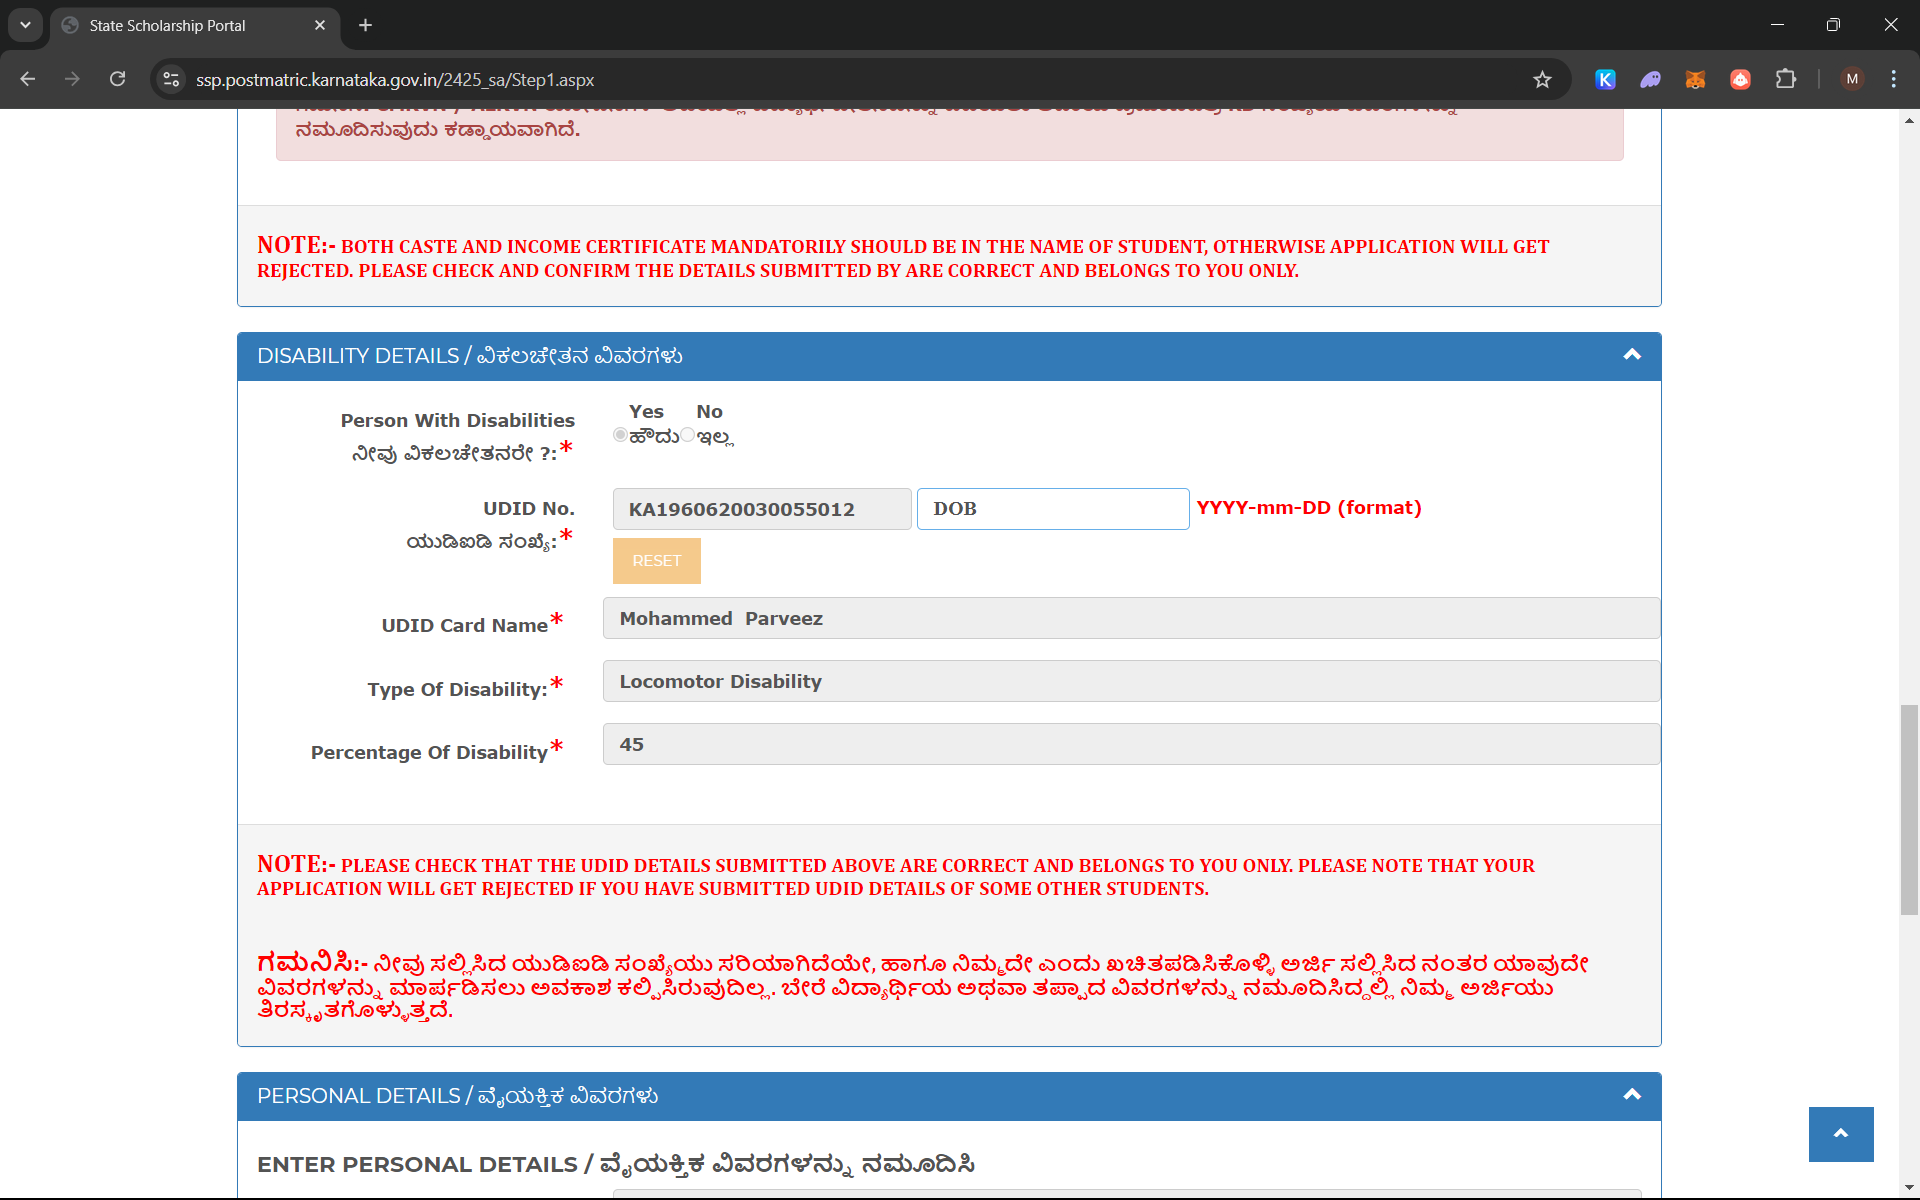 State Scholarship Portal
ssp.postmatric.karnataka.gov.in/2425_sa/Step1.aspx
M
ನಮೂದಿಸುವುದು ಕಡ್ಡಾಯವಾಗಿದೆ.
NOTE:- BOTH CASTE AND INCOME CERTIFICATE MANDATORILY SHOULD BE IN THE NAME OF STUDENT, OTHERWISE APPLICATION WILL GET
REJECTED. PLEASE CHECK AND CONFIRM THE DETAILS SUBMITTED BY ARE CORRECT AND BELONGS TO YOU ONLY.
DISABILITY DETAILS / ವಿಕಲಚೇತನ ವಿವರಗಳು
Person With Disabilities
ನೀವು ವಿಕಲಚೇತನರೇ ?:*
Yes No
ಹೌದು ಇಲ್ಲ
UDID No.
ಯುಡಿಐಡಿ ಸಂಖ್ಯೆ:*
KA1960620030055012 DOB YYYY-mm-DD (format)
RESET
UDID Card Name* Mohammed Parveez
Type Of Disability:* Locomotor Disability
Percentage Of Disability* 45
NOTE:- PLEASE CHECK THAT THE UDID DETAILS SUBMITTED ABOVE ARE CORRECT AND BELONGS TO YOU ONLY. PLEASE NOTE THAT YOUR
APPLICATION WILL GET REJECTED IF YOU HAVE SUBMITTED UDID DETAILS OF SOME OTHER STUDENTS.
ಗಮನಿಸಿ:- ನೀವು ಸಲ್ಲಿಸಿದ ಯುಡಿಐಡಿ ಸಂಖ್ಯೆಯು ಸರಿಯಾಗಿದೆಯೇ, ಹಾಗೂ ನಿಮ್ಮದೇ ಎಂದು ಖಚಿತಪಡಿಸಿಕೊಳ್ಳಿ ಅರ್ಜಿ ಸಲ್ಲಿಸಿದ ನಂತರ ಯಾವುದೇ
ವಿವರಗಳನ್ನು ಮಾರ್ಪಡಿಸಲು ಅವಕಾಶ ಕಲ್ಪಿಸಿರುವುದಿಲ್ಲ. ಬೇರೆ ವಿದ್ಯಾರ್ಥಿಯ ಅಥವಾ ತಪ್ಪಾದ ವಿವರಗಳನ್ನು ನಮೂದಿಸಿದ್ದಲ್ಲಿ ನಿಮ್ಮ ಅರ್ಜಿಯು
ತಿರಸ್ಕೃತಗೊಳ್ಳುತ್ತದೆ.
PERSONAL DETAILS / ವೈಯಕ್ತಿಕ ವಿವರಗಳು
ENTER PERSONAL DETAILS / ವೈಯಕ್ತಿಕ ವಿವರಗಳನ್ನು ನಮೂದಿಸಿ